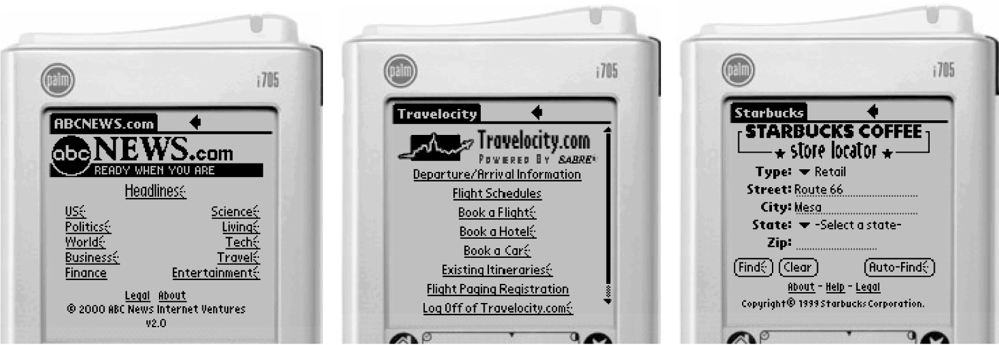 palm
i705
ABCNEWS.com
abc NEWS.com
READY WHEN YOU ARE
Headlines
US Science
Politics Living
World Tech
Business Travel
Finance Entertainment
Legal About
© 2000 ABC News Internet Ventures
v2.0
palm
i705
Travelocity
Travelocity.com
POWERED BY SABRE
Departure/Arrival Information
Flight Schedules
Book a Flight
Book a Hotel
Book a Car
Existing Itineraries
Flight Paging Registration
Log Off of Travelocity.com
palm
i705
Starbucks
STARBUCKS COFFEE
★ store locator ★
Type: ▼ Retail
Street: Route 66
City: Mesa
State: ▼ -Select a state-
Zip:
Find Clear Auto-Find
About - Help - Legal
Copyright© 1999 Starbucks Corporation.